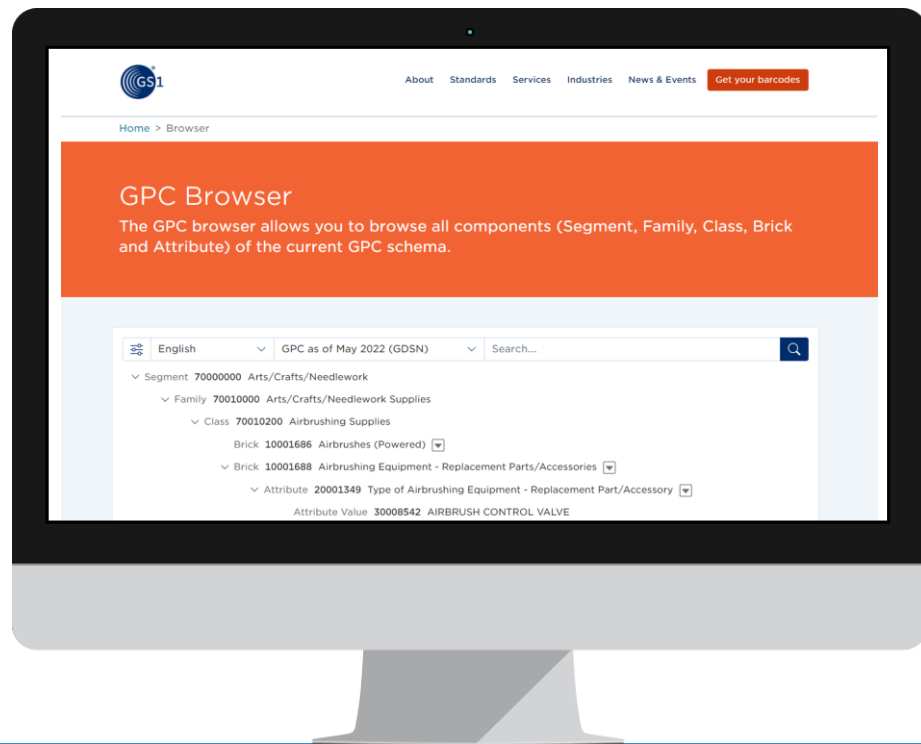 GS1
About Standards Services Industries News & Events Get your barcodes
Home > Browser
GPC Browser
The GPC browser allows you to browse all components (Segment, Family, Class, Brick
and Attribute) of the current GPC schema.
English GPC as of May 2022 (GDSN) Search...
Segment 70000000 Arts/Crafts/Needlework
Family 70010000 Arts/Crafts/Needlework Supplies
Class 70010200 Airbrushing Supplies
Brick 10001686 Airbrushes (Powered)
Brick 10001688 Airbrushing Equipment - Replacement Parts/Accessories
Attribute 20001349 Type of Airbrushing Equipment - Replacement Part/Accessory
Attribute Value 30008542 AIRBRUSH CONTROL VALVE